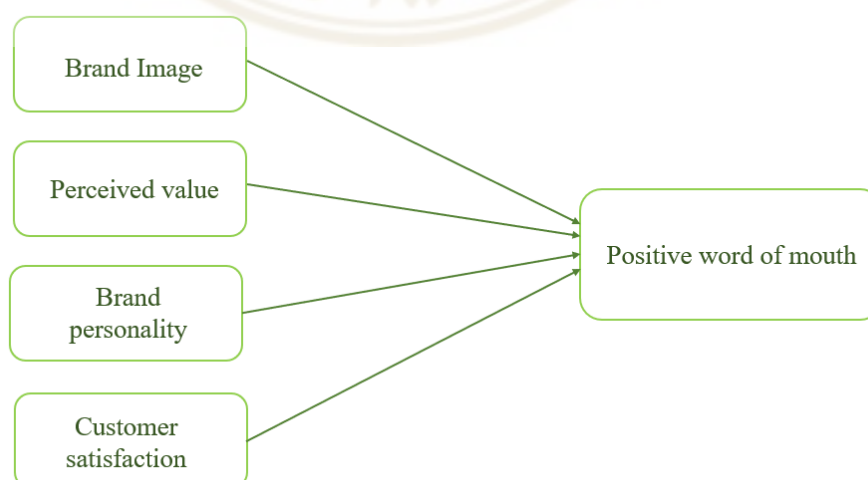 Brand Image
Perceived value
Positive word of mouth
Brand
personality
Customer
satisfaction